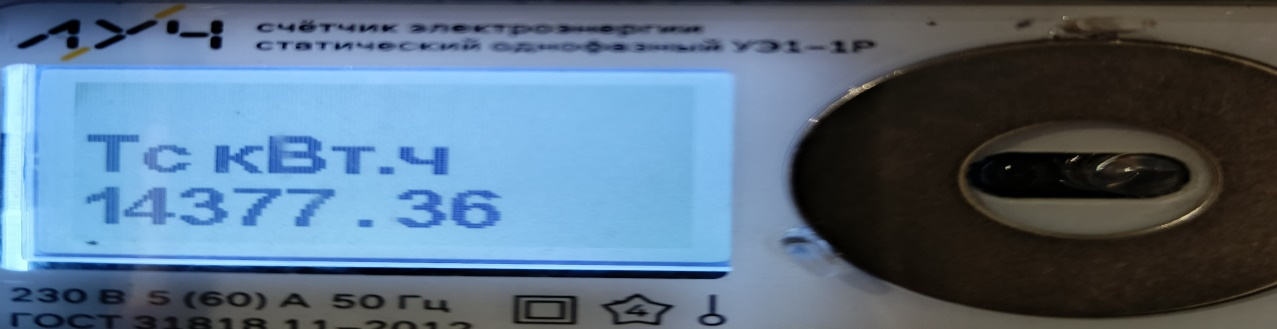 ЛУЧ
счётчик электроэнергии
статический однофазный УЭ1-1Р
Тс кВт.ч
14377.36
230 В 5 (60) А 50 Гц
4
ГОСТ 31818.11-2012